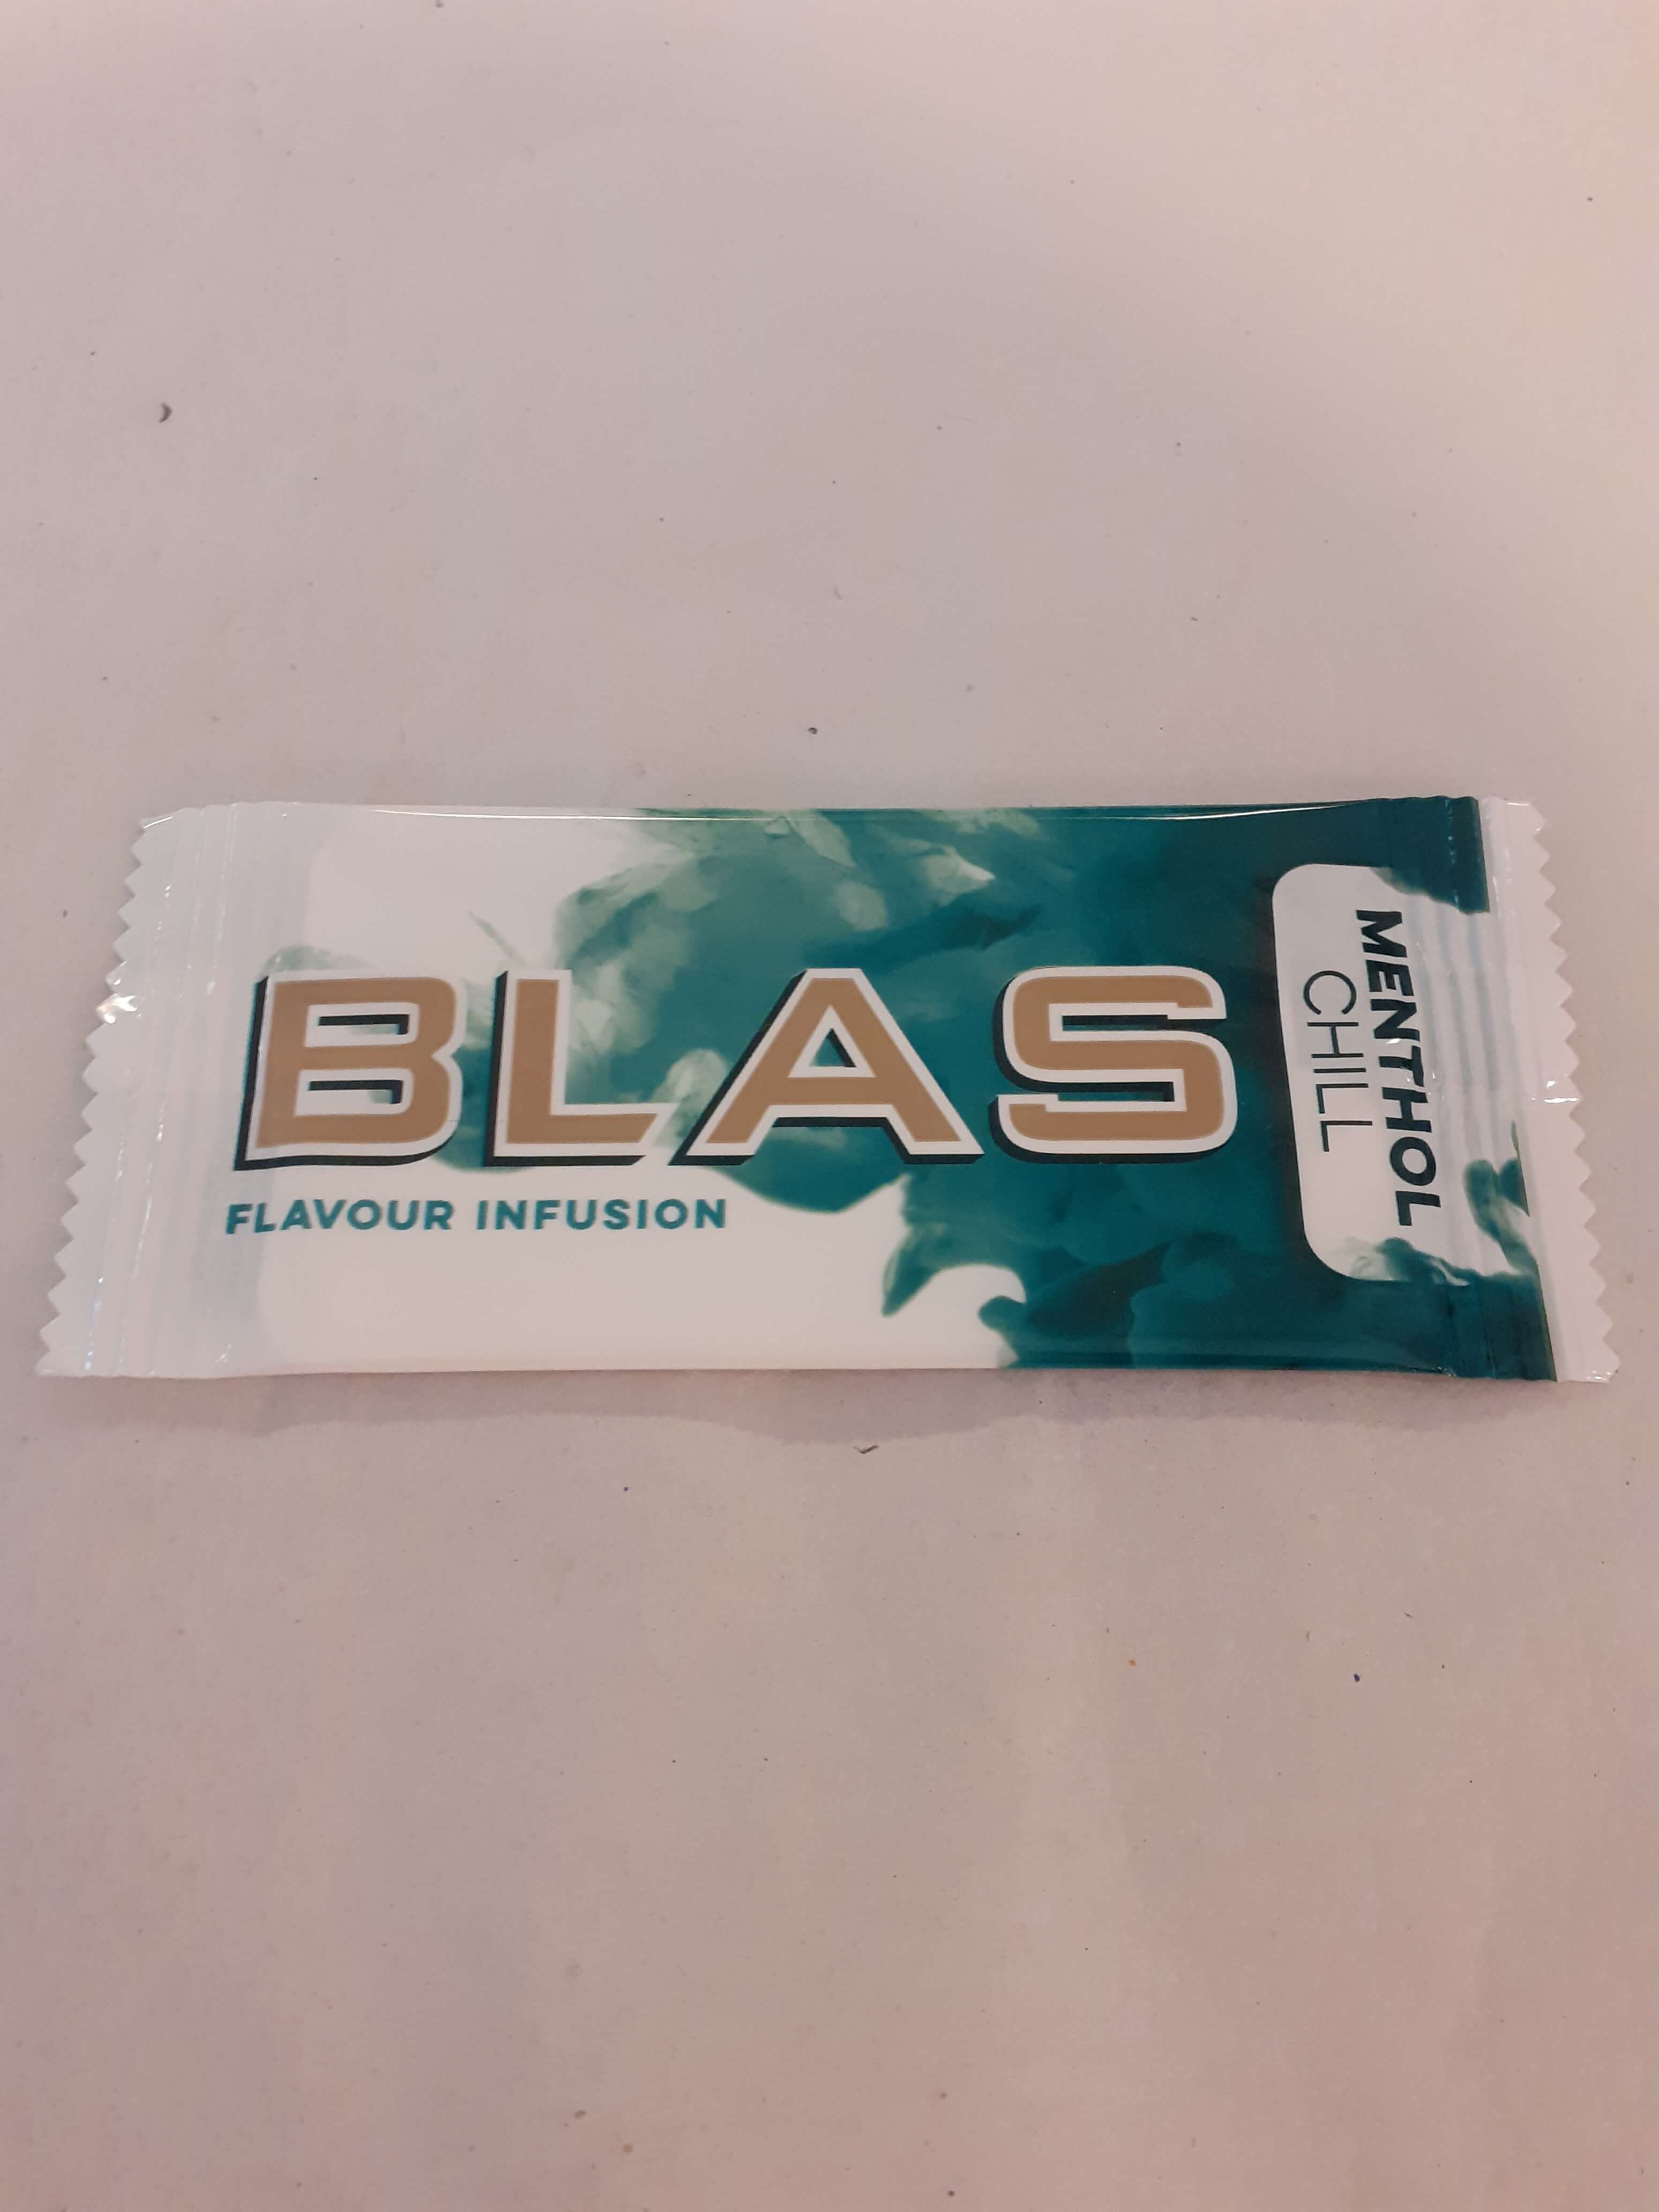 BLAS
FLAVOUR INFUSION
MENTHOL
CHILL